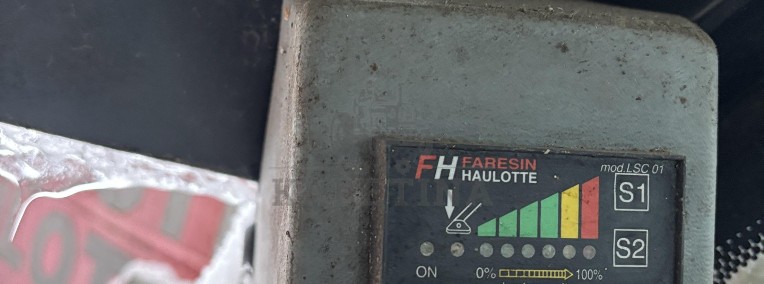 FH FARESIN
HAULOTTE
mod.LSC 01
S1
S2
ON 0% 100%